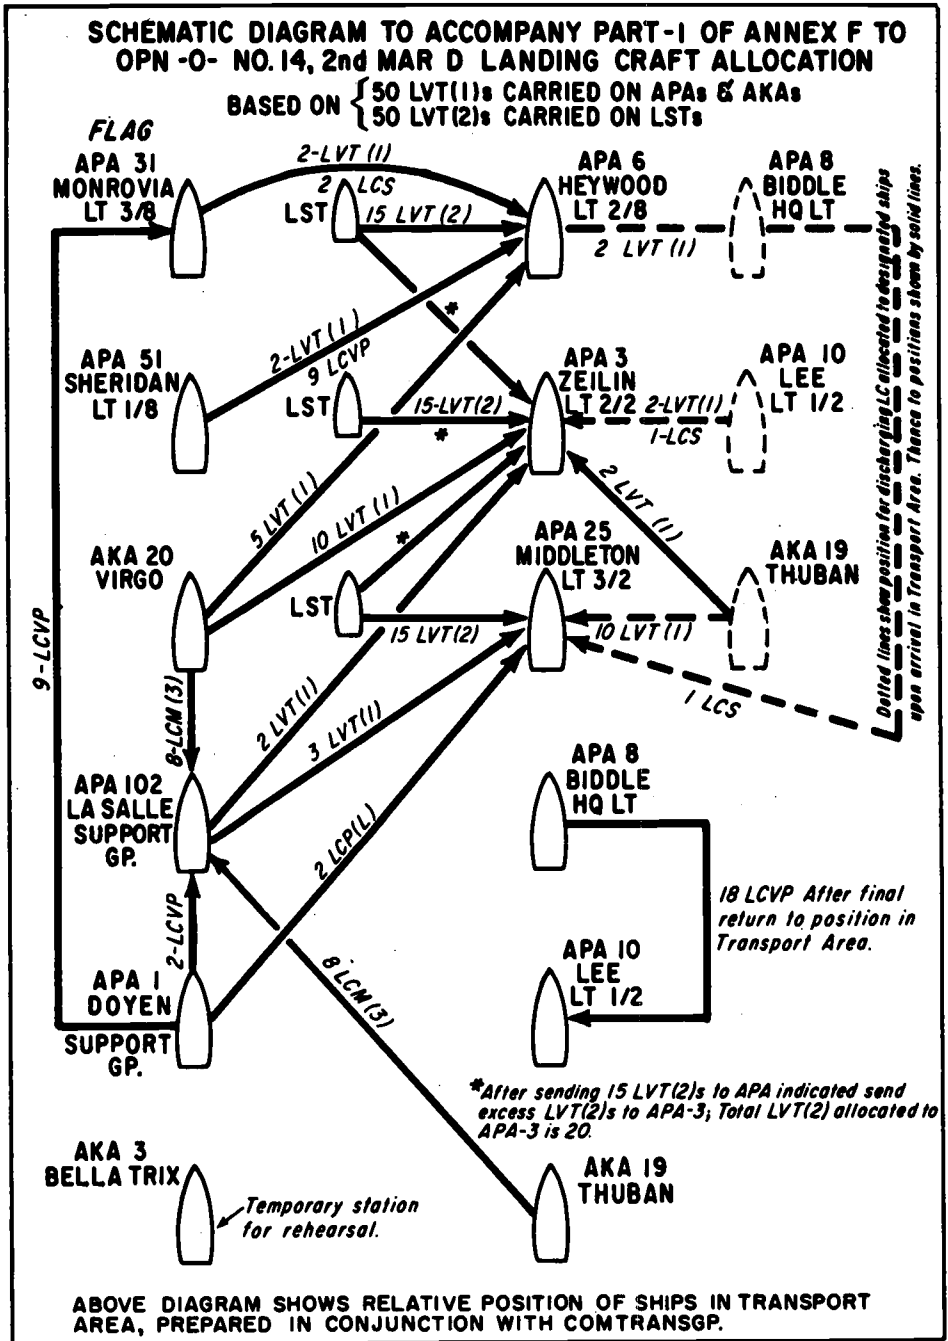 SCHEMATIC DIAGRAM TO ACCOMPANY PART-I OF ANNEX F TO
OPN -O- NO. 14, 2nd MAR D LANDING CRAFT ALLOCATION
BASED ON { 50 LVT(1)s CARRIED ON APAs & AKAs
50 LVT(2)s CARRIED ON LSTs
FLAG
APA 31
MONROVIA
LT 3/8
2-LVT (1)
2 LCS
LST
15 LVT (2)
APA 6
HEYWOOD
LT 2/8
2 LVT (1)
APA 8
BIDDLE
HQ LT
Dotted lines show position for discharging LC allocated to designated ships
upon arrival in Transport Area. Thance to positions shown by solid lines.
*
APA 51
SHERIDAN
LT 1/8
2-LVT (1)
9 LCVP
LST
15-LVT(2)
*
APA 3
ZEILIN
LT 2/2
2-LVT(1)
1-LCS
APA 10
LEE
LT 1/2
5 LVT (1)
10 LVT (1)
*
2 LVT (1)
AKA 20
VIRGO
LST
15 LVT(2)
APA 25
MIDDLETON
LT 3/2
10 LVT(1)
AKA 19
THUBAN
1 LCS
9-LCVP
8-LCM(3)
2 LVT(1)
3 LVT(1)
APA 102
LA SALLE
SUPPORT
GP.
2 LCP(L)
APA 8
BIDDLE
HQ LT
18 LCVP After final
return to position in
Transport Area.
2-LCVP
APA 1
DOYEN
SUPPORT
GP.
8 LCM(3)
APA 10
LEE
LT 1/2
*After sending 15 LVT(2)s to APA indicated send
excess LVT(2)s to APA-3; Total LVT(2) allocated to
APA-3 is 20.
AKA 3
BELLA TRIX
Temporary station
for rehearsal.
AKA 19
THUBAN
ABOVE DIAGRAM SHOWS RELATIVE POSITION OF SHIPS IN TRANSPORT
AREA, PREPARED IN CONJUNCTION WITH COMTRANSGP.